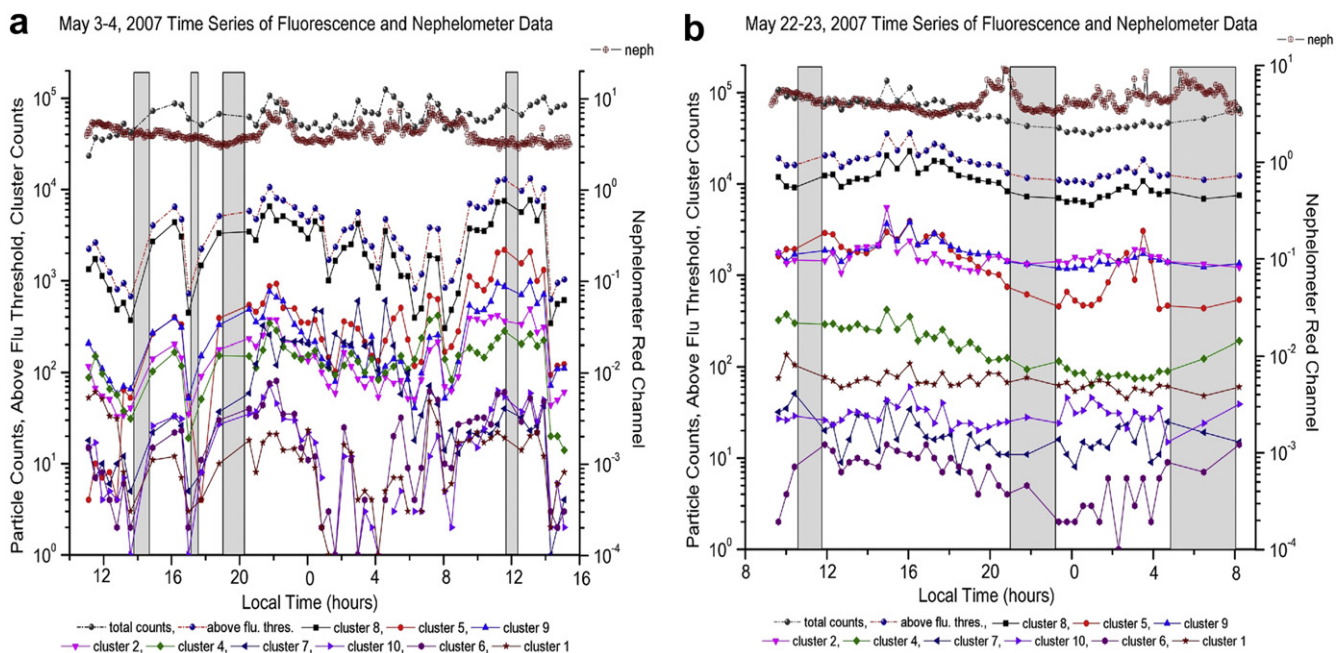 a
May 3-4, 2007 Time Series of Fluorescence and Nephelometer Data
neph
Particle Counts, Above Flu Threshold, Cluster Counts
10^5
10^4
10^3
10^2
10^1
10^0
10^1
10^0
10^-1
10^-2
10^-3
10^-4
Nephelometer Red Channel
12 16 20 0 4 8 12 16
Local Time (hours)
total counts, above flu. thres. cluster 8, cluster 5, cluster 9
cluster 2, cluster 4, cluster 7, cluster 10, cluster 6, cluster 1
b
May 22-23, 2007 Time Series of Fluorescence and Nephelometer Data
neph
Particle Counts, Above Flu Threshold, Cluster Counts
10^5
10^4
10^3
10^2
10^1
10^0
10^1
10^0
10^-1
10^-2
10^-3
10^-4
Nephelometer Red Channel
8 12 16 20 0 4 8
Local Time (hours)
total counts, above flu. thres., cluster 8, cluster 5, cluster 9
cluster 2, cluster 4, cluster 7, cluster 10, cluster 6, cluster 1